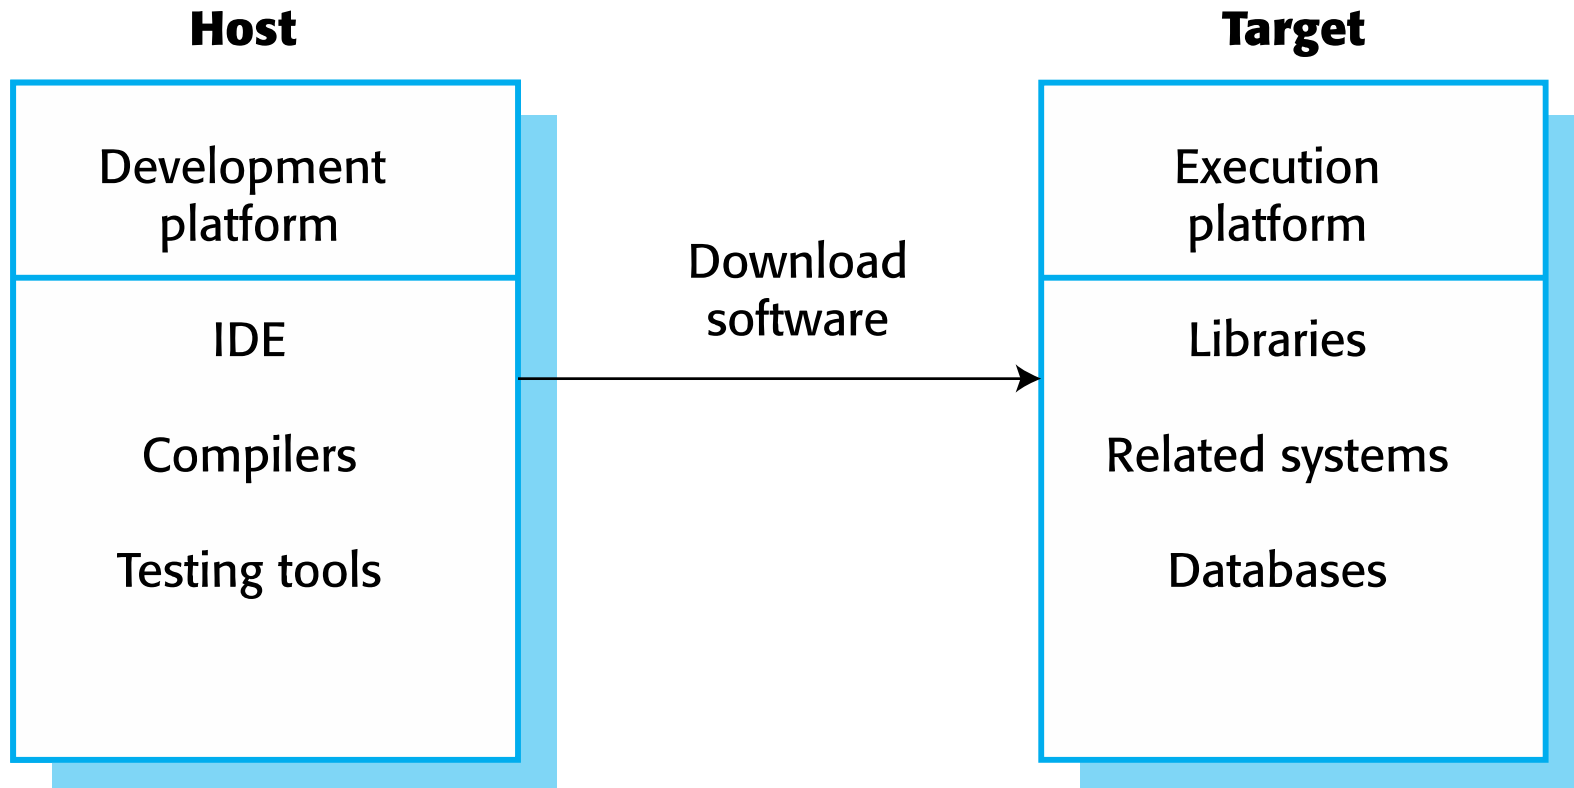 Host
Target
Development
platform
IDE
Compilers
Testing tools
Download
software
Execution
platform
Libraries
Related systems
Databases